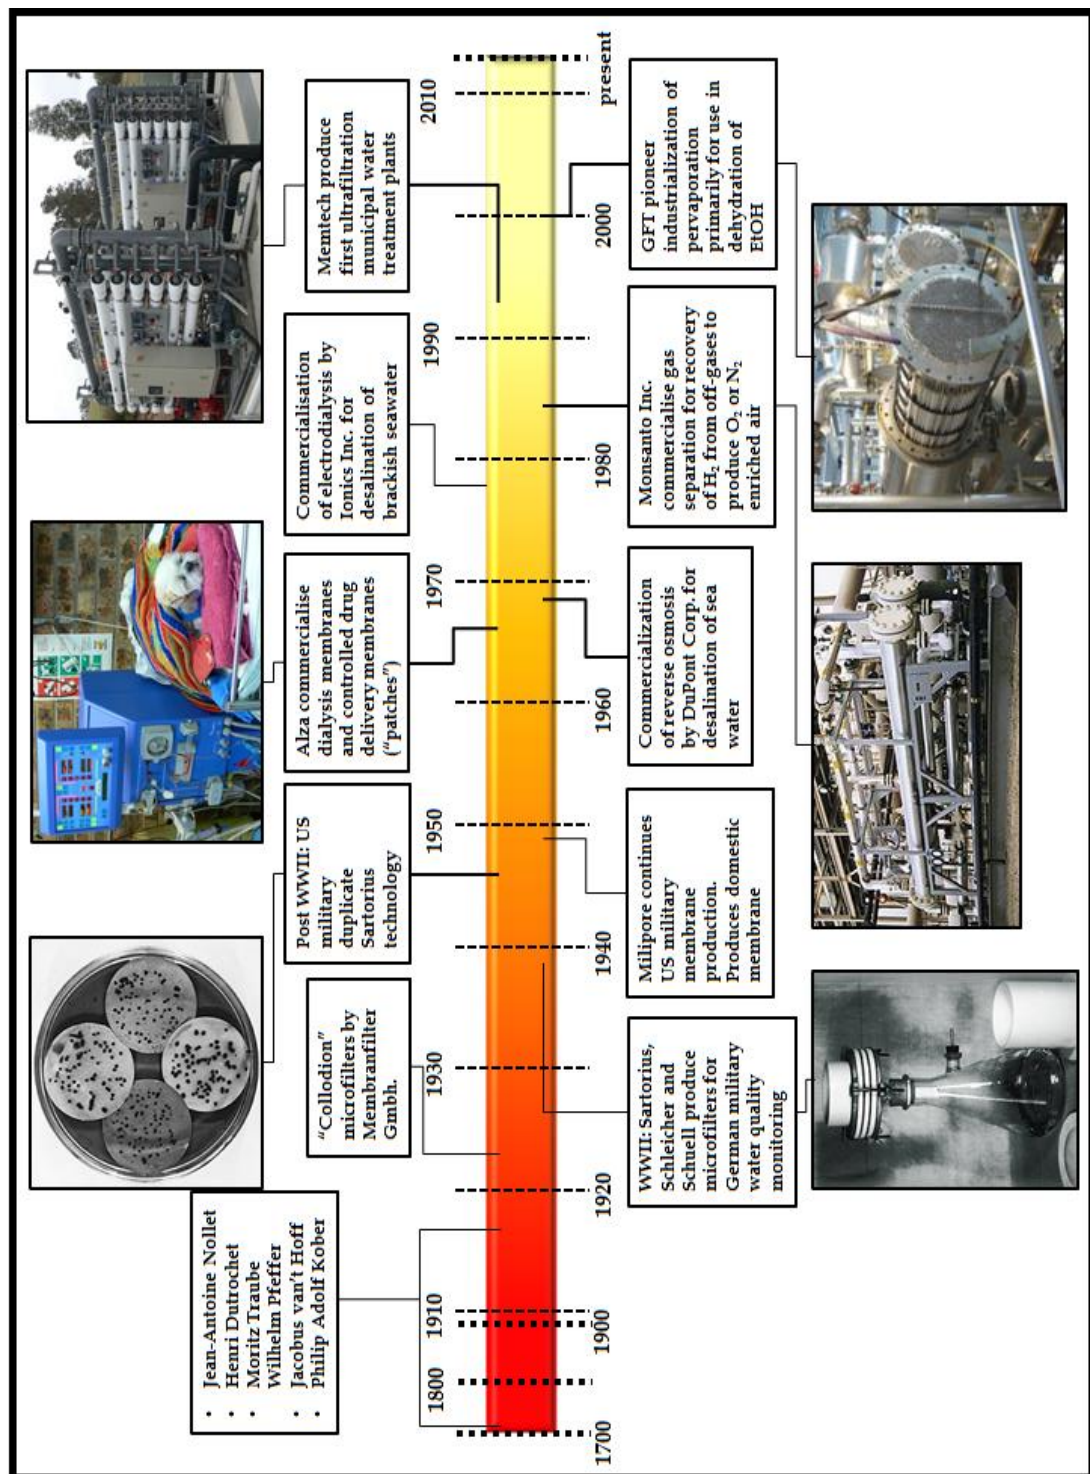 Jean-Antoine Nollet
Henri Dutrochet
Moritz Traube
Wilhelm Pfeffer
Jacobus van't Hoff
Philip Adolf Kober
"Collodion"
microfilters by
Membranfilter
Gmbh.
Post WWII: US
military
duplicate
Sartorius
technology
Alza commercialise
dialysis membranes
and controlled drug
delivery membranes
("patches")
Commercialisation
of electrodialysis by
Ionics Inc. for
desalination of
brackish seawater
Memtech produce
first ultrafiltration
municipal water
treatment plants
1800
1910
1930
1950
1970
1990
2010
1700
1900
1920
1940
1960
1980
2000
present
WWII: Sartorius,
Schleicher and
Schuell produce
microfilters for
German military
water quality
monitoring
Milipore continues
US military
membrane
production.
Produces domestic
membrane
Commercialization
of reverse osmosis
by DuPont Corp. for
desalination of sea
water
Monsanto Inc.
commercialise gas
separation for recovery
of H₂ from off-gases to
produce O₂ or N₂
enriched air
GFT pioneer
industrialization of
pervaporation
primarily for use in
dehydration of
EtOH